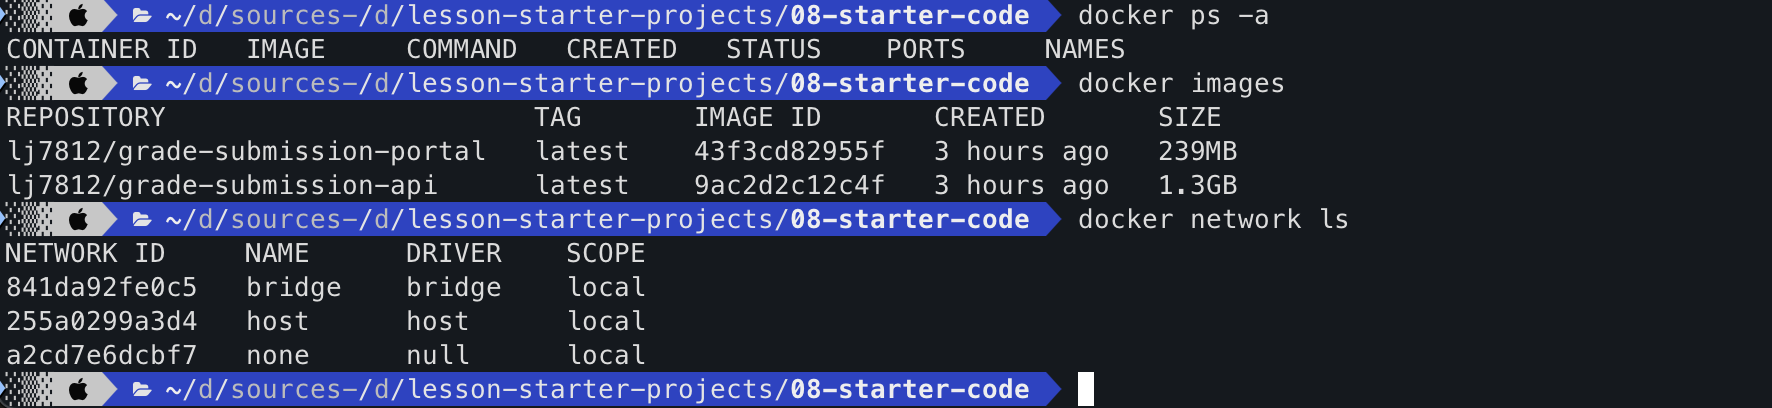 ~/d/sources-/d/lesson-starter-projects/08-starter-code docker ps -a
CONTAINER ID   IMAGE     COMMAND   CREATED   STATUS    PORTS     NAMES
~/d/sources-/d/lesson-starter-projects/08-starter-code docker images
REPOSITORY                       TAG       IMAGE ID       CREATED       SIZE
lj7812/grade-submission-portal   latest    43f3cd82955f   3 hours ago   239MB
lj7812/grade-submission-api      latest    9ac2d2c12c4f   3 hours ago   1.3GB
~/d/sources-/d/lesson-starter-projects/08-starter-code docker network ls
NETWORK ID     NAME      DRIVER    SCOPE
841da92fe0c5   bridge    bridge    local
255a0299a3d4   host      host      local
a2cd7e6dcbf7   none      null      local
~/d/sources-/d/lesson-starter-projects/08-starter-code